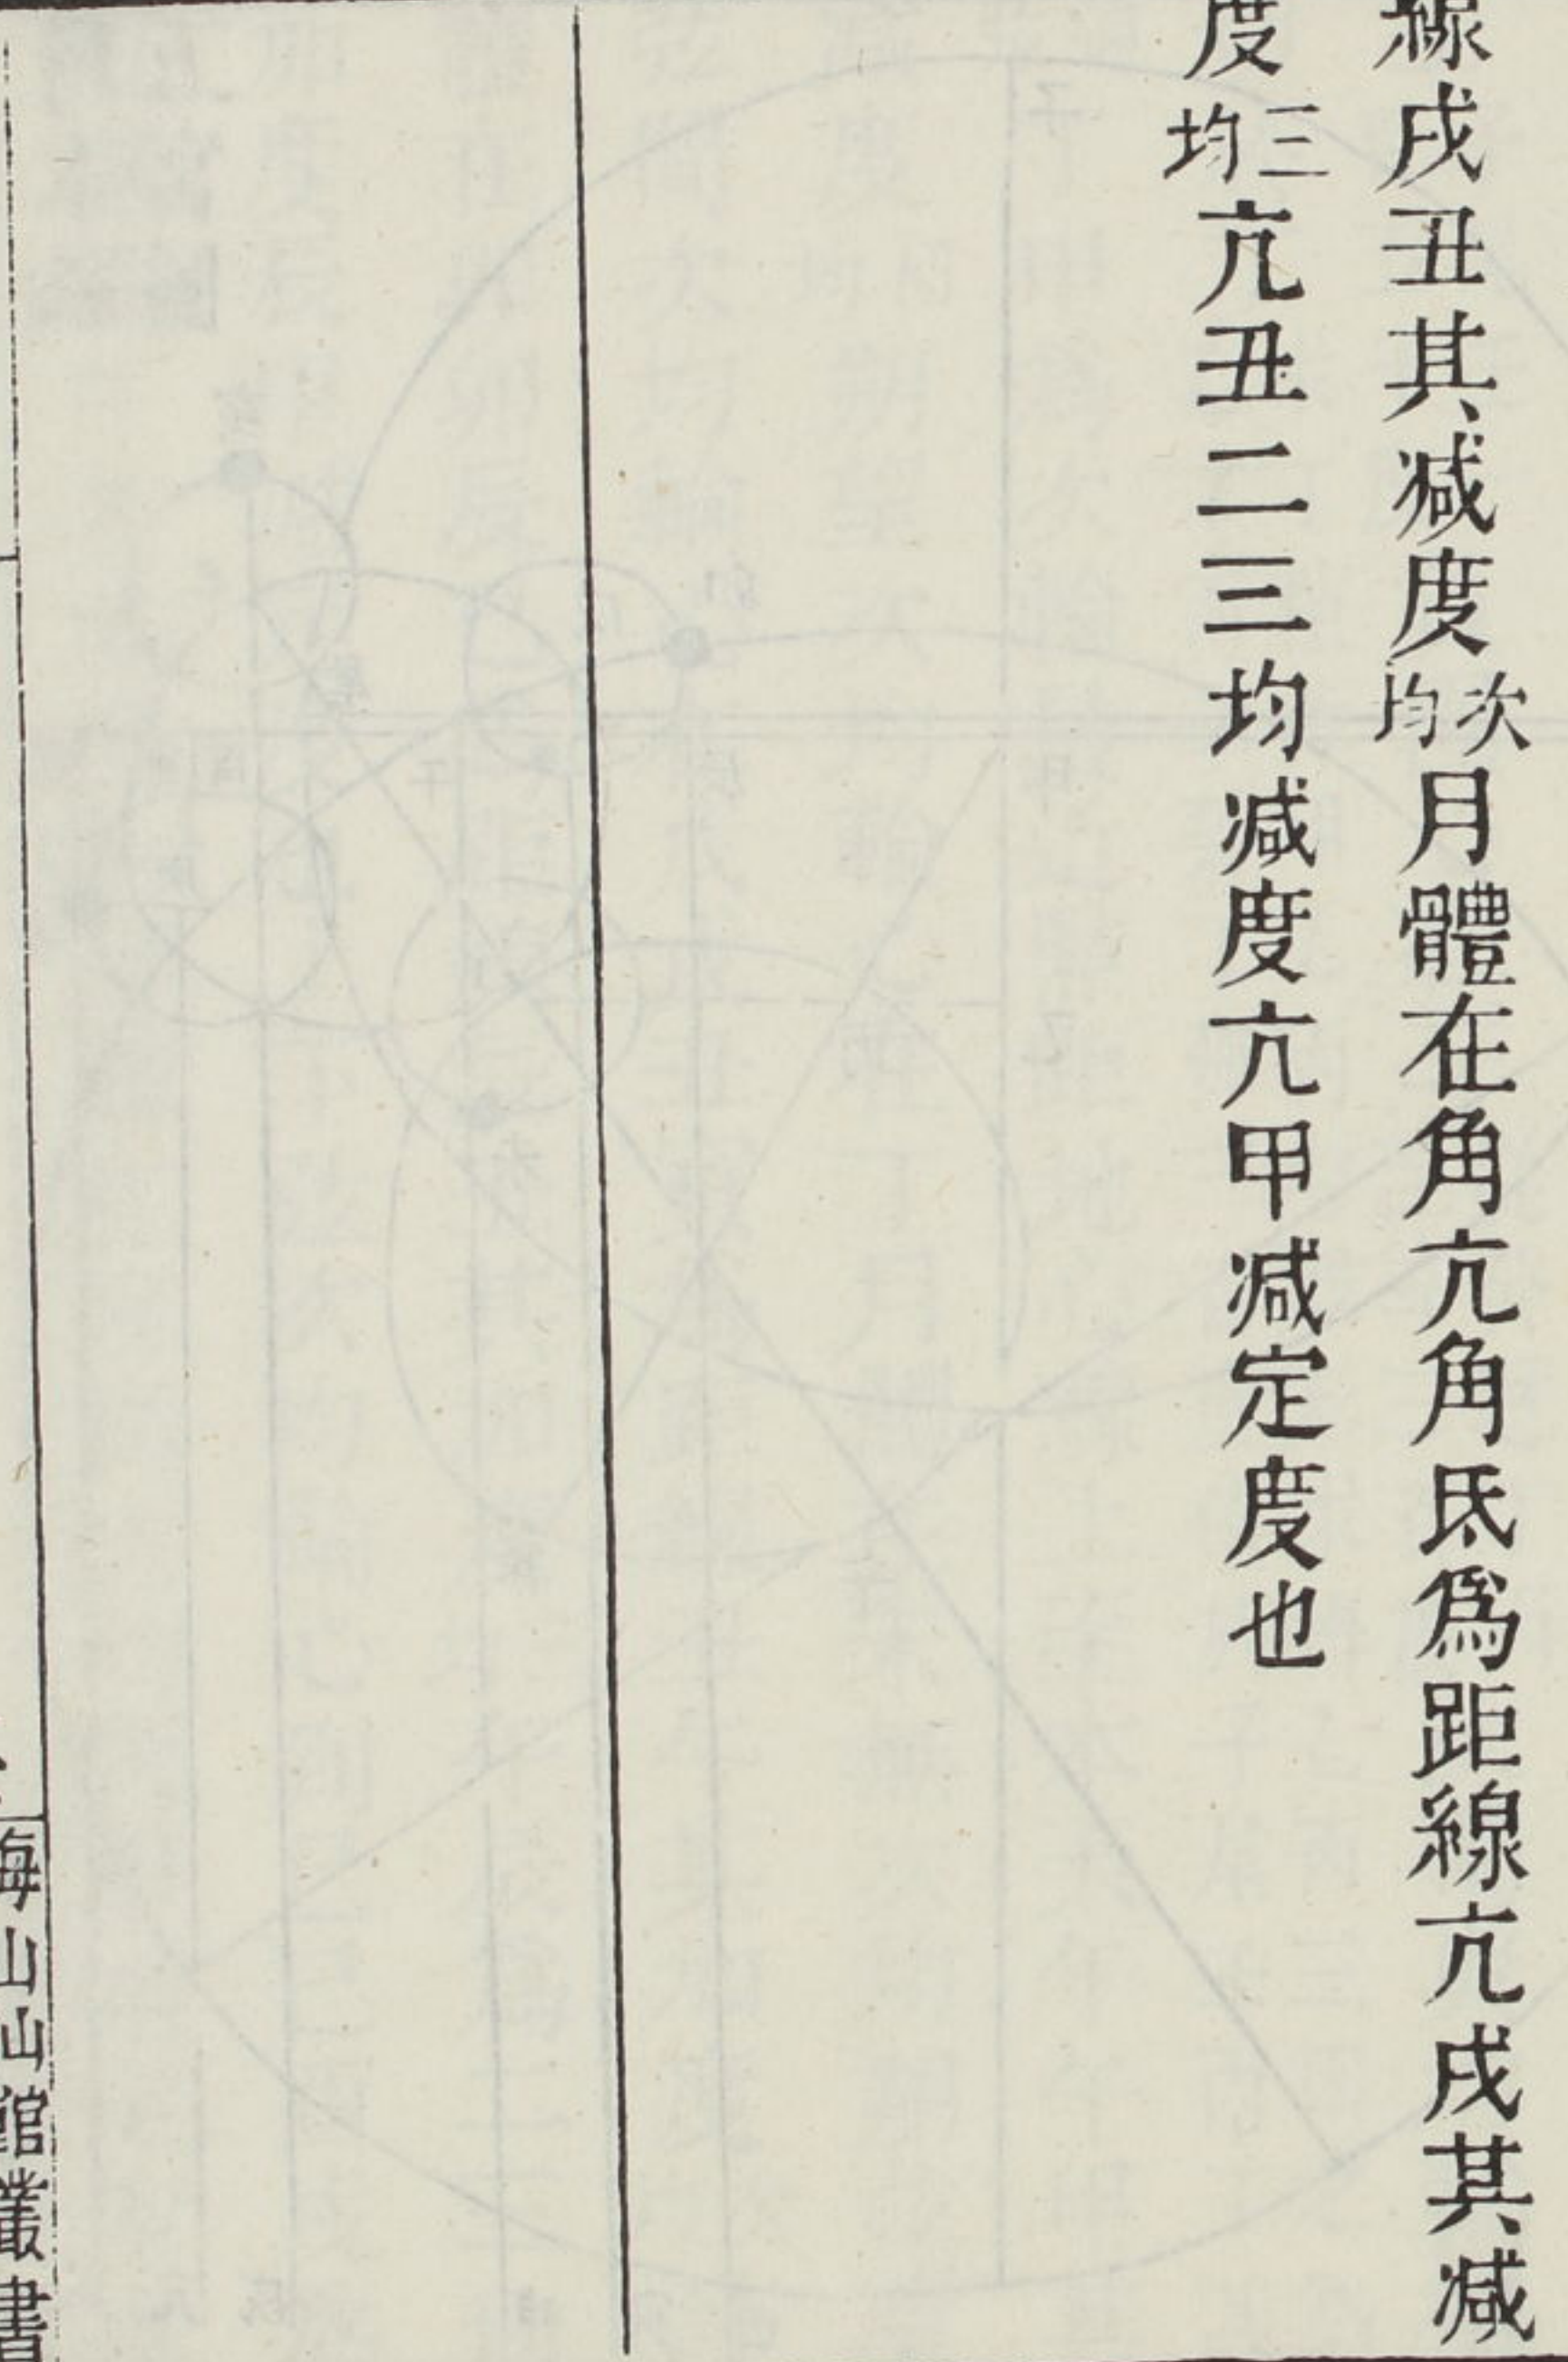 線戌丑其減度次均月體在角亢角氐為距線亢戌其減
度三均亢丑二三均減度亢甲減定度也
海山山館叢書